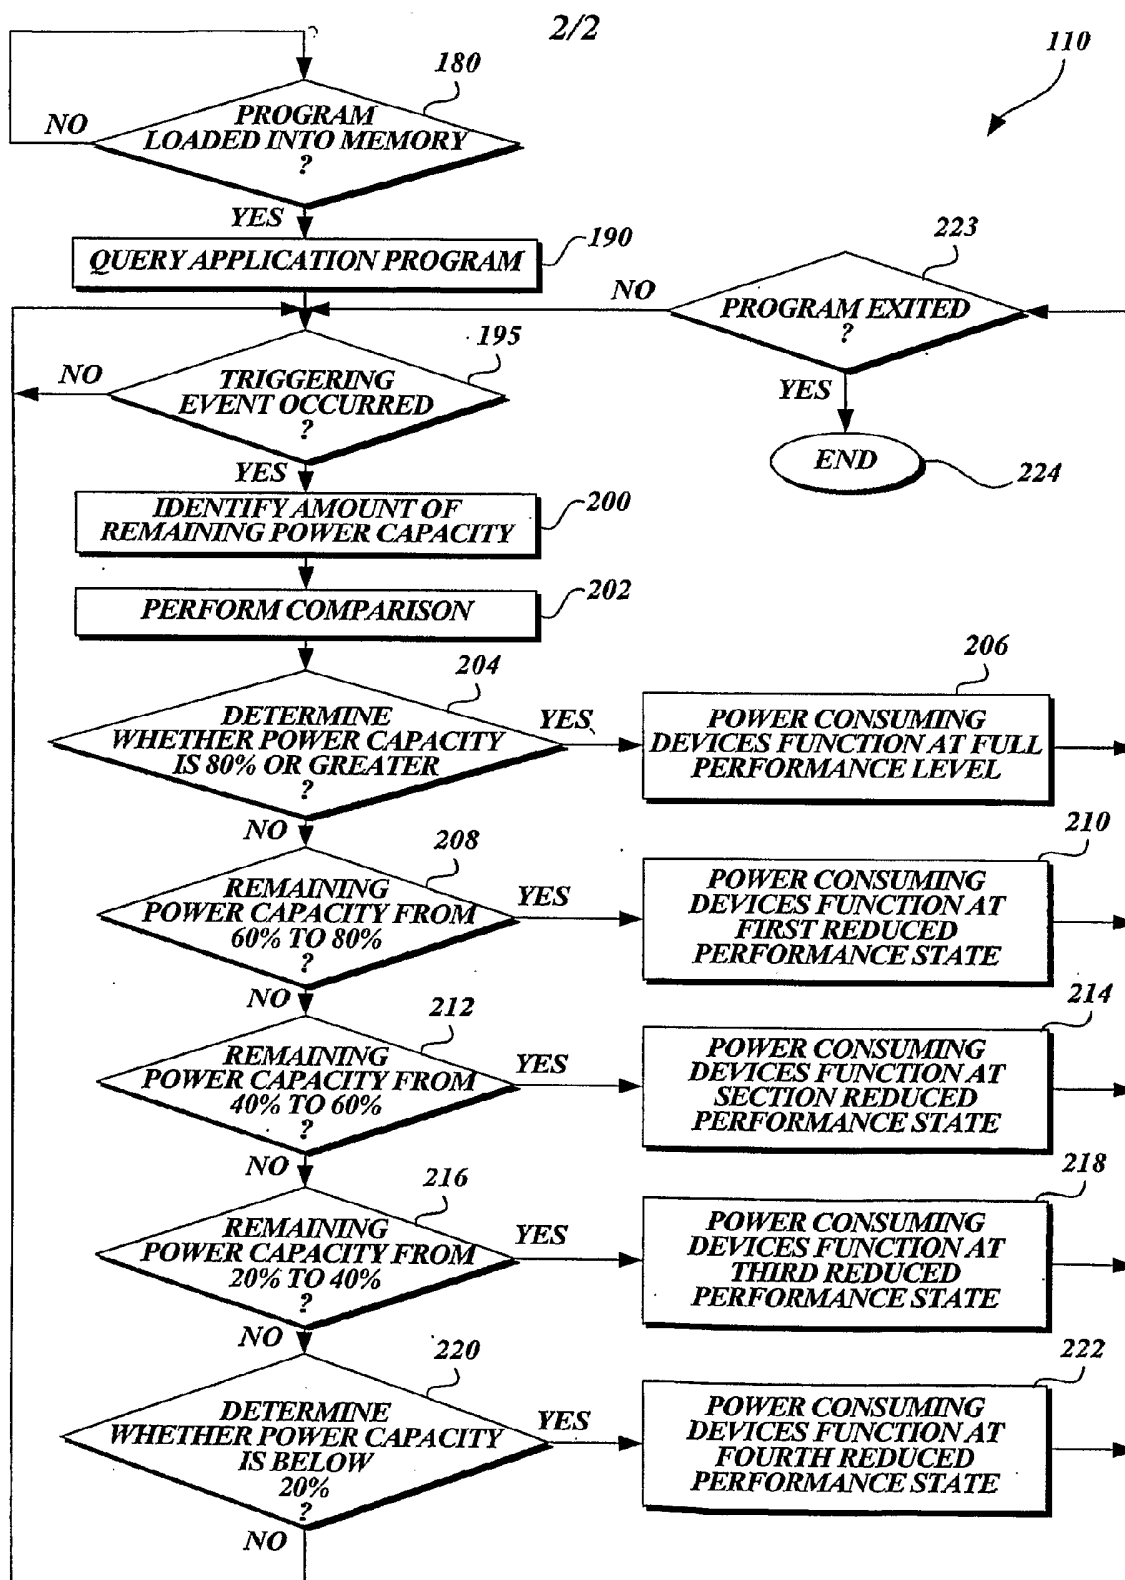 2/2
110
180
PROGRAM
LOADED INTO MEMORY
?
NO
YES
190
QUERY APPLICATION PROGRAM
223
PROGRAM EXITED
?
NO
YES
END
224
195
TRIGGERING
EVENT OCCURRED
?
NO
YES
200
IDENTIFY AMOUNT OF
REMAINING POWER CAPACITY
202
PERFORM COMPARISON
204
DETERMINE
WHETHER POWER CAPACITY
IS 80% OR GREATER
?
YES
NO
206
POWER CONSUMING
DEVICES FUNCTION AT FULL
PERFORMANCE LEVEL
208
REMAINING
POWER CAPACITY FROM
60% TO 80%
?
YES
NO
210
POWER CONSUMING
DEVICES FUNCTION AT
FIRST REDUCED
PERFORMANCE STATE
212
REMAINING
POWER CAPACITY FROM
40% TO 60%
?
YES
NO
214
POWER CONSUMING
DEVICES FUNCTION AT
SECTION REDUCED
PERFORMANCE STATE
216
REMAINING
POWER CAPACITY FROM
20% TO 40%
?
YES
NO
218
POWER CONSUMING
DEVICES FUNCTION AT
THIRD REDUCED
PERFORMANCE STATE
220
DETERMINE
WHETHER POWER CAPACITY
IS BELOW
20%
?
YES
NO
222
POWER CONSUMING
DEVICES FUNCTION AT
FOURTH REDUCED
PERFORMANCE STATE